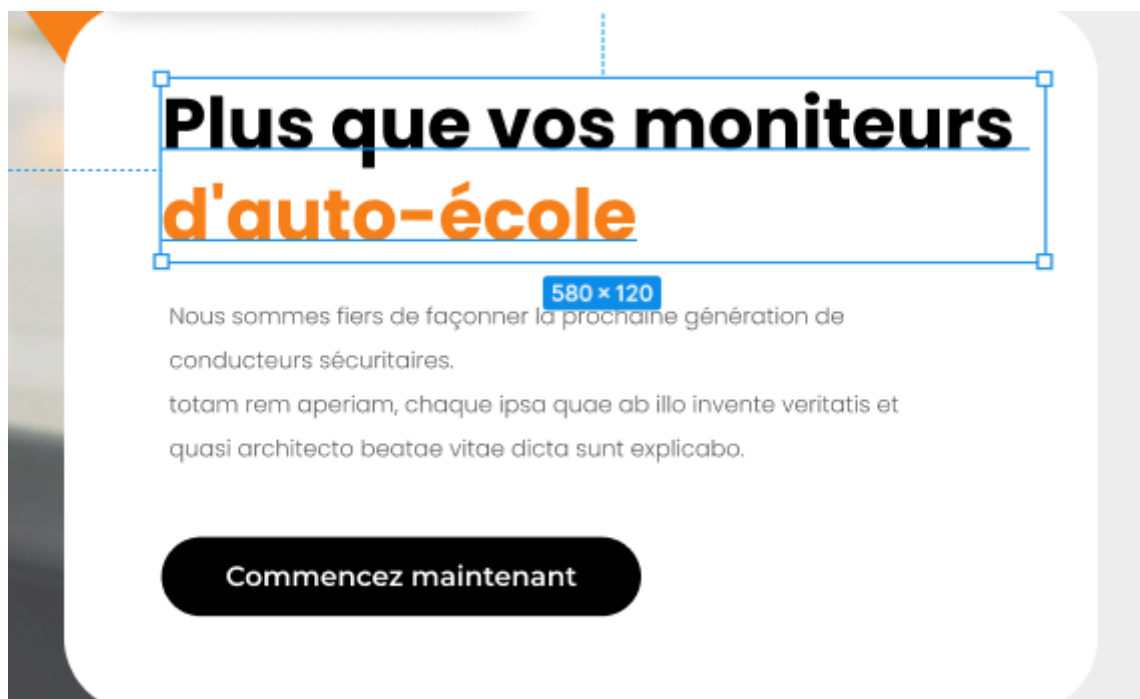 Plus que vos moniteurs
d'auto-école
580 × 120
Nous sommes fiers de façonner la prochaine génération de
conducteurs sécuritaires.
totam rem aperiam, chaque ipsa quae ab illo invente veritatis et
quasi architecto beatae vitae dicta sunt explicabo.
Commencez maintenant